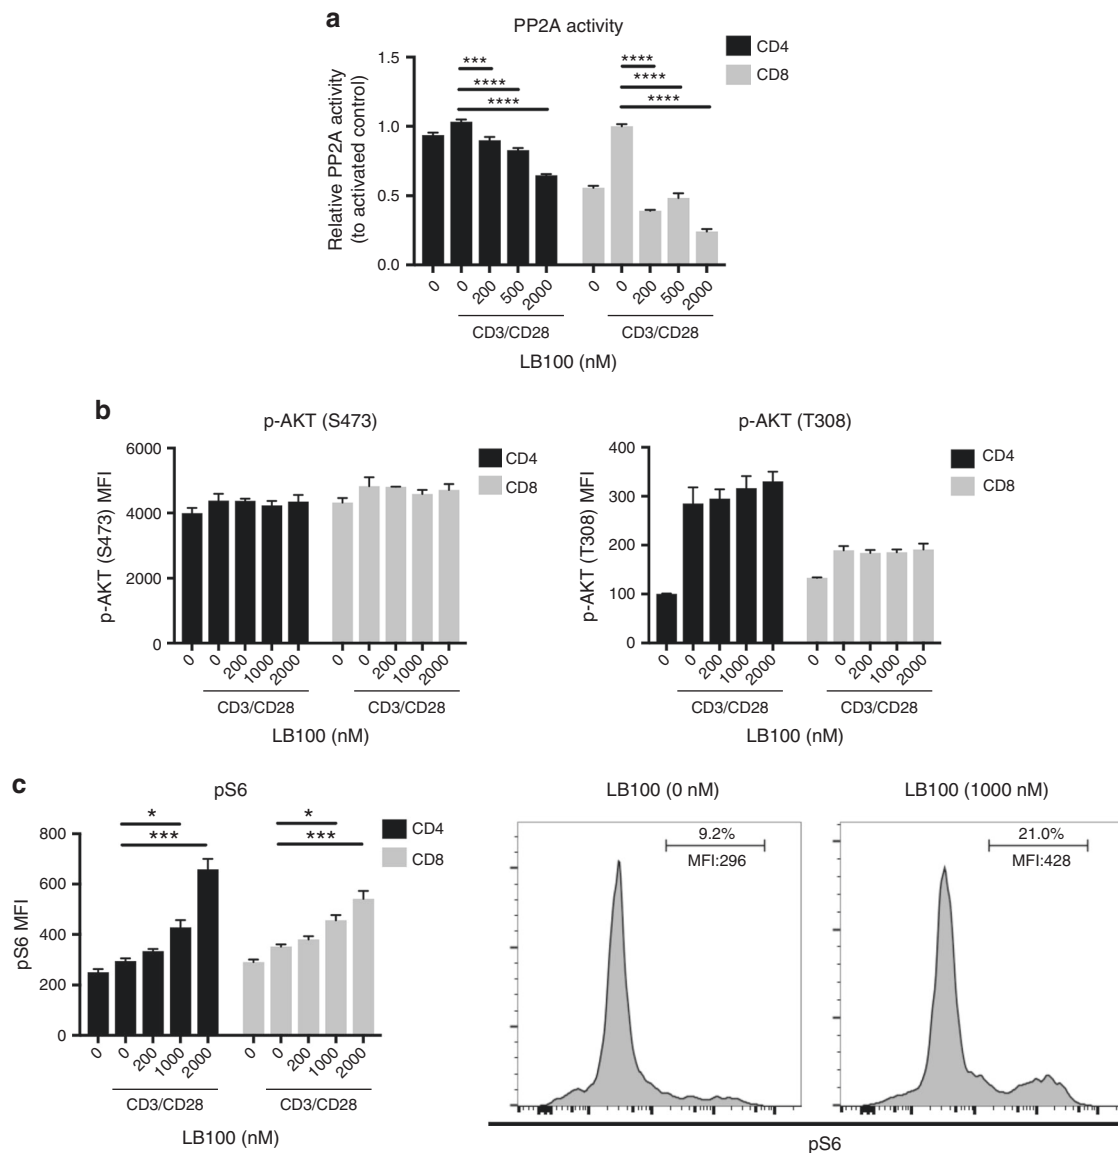 a
PP2A activity
CD4
CD8
Relative PP2A activity
(to activated control)
1.5
1.0
0.5
0.0
*** **** ****
**** **** ****
0 0 200 500 2000 0 0 200 500 2000
CD3/CD28 CD3/CD28
LB100 (nM)
b
p-AKT (S473)
CD4
CD8
p-AKT (S473) MFI
6000
4000
2000
0
0 0 200 1000 2000 0 0 200 1000 2000
CD3/CD28 CD3/CD28
LB100 (nM)
p-AKT (T308)
CD4
CD8
p-AKT (T308) MFI
400
300
200
100
0
0 0 200 1000 2000 0 0 200 1000 2000
CD3/CD28 CD3/CD28
LB100 (nM)
c
pS6
CD4
CD8
pS6 MFI
800
600
400
200
0
* ***
* ***
0 0 200 1000 2000 0 0 200 1000 2000
CD3/CD28 CD3/CD28
LB100 (nM)
LB100 (0 nM)
9.2%
MFI:296
LB100 (1000 nM)
21.0%
MFI:428
pS6